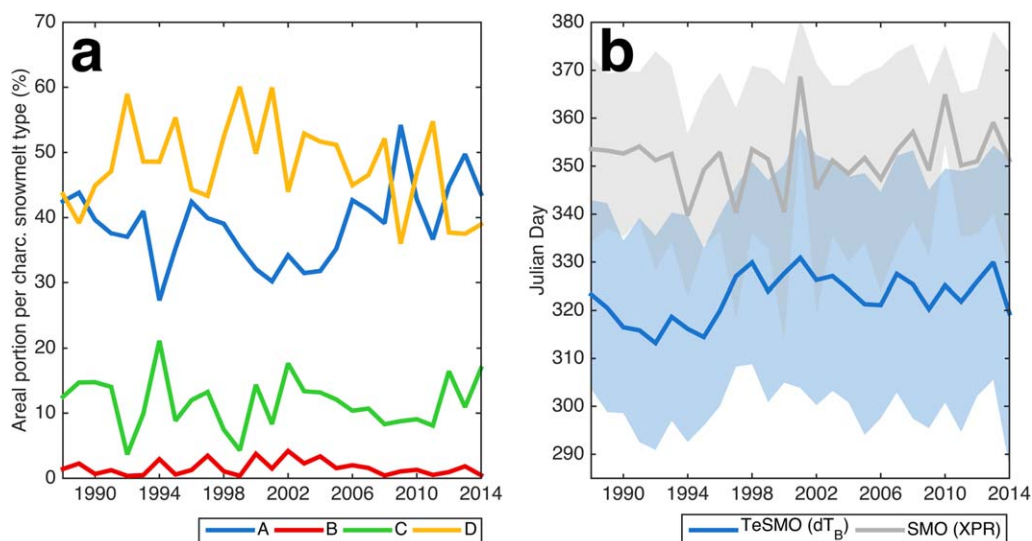 a
Areal portion per charc. snowmelt type (%)
70
60
50
40
30
20
10
0
1990 1994 1998 2002 2006 2010 2014
A B C D
b
Julian Day
380
370
360
350
340
330
320
310
300
290
1990 1994 1998 2002 2006 2010 2014
TeSMO (dTB) SMO (XPR)